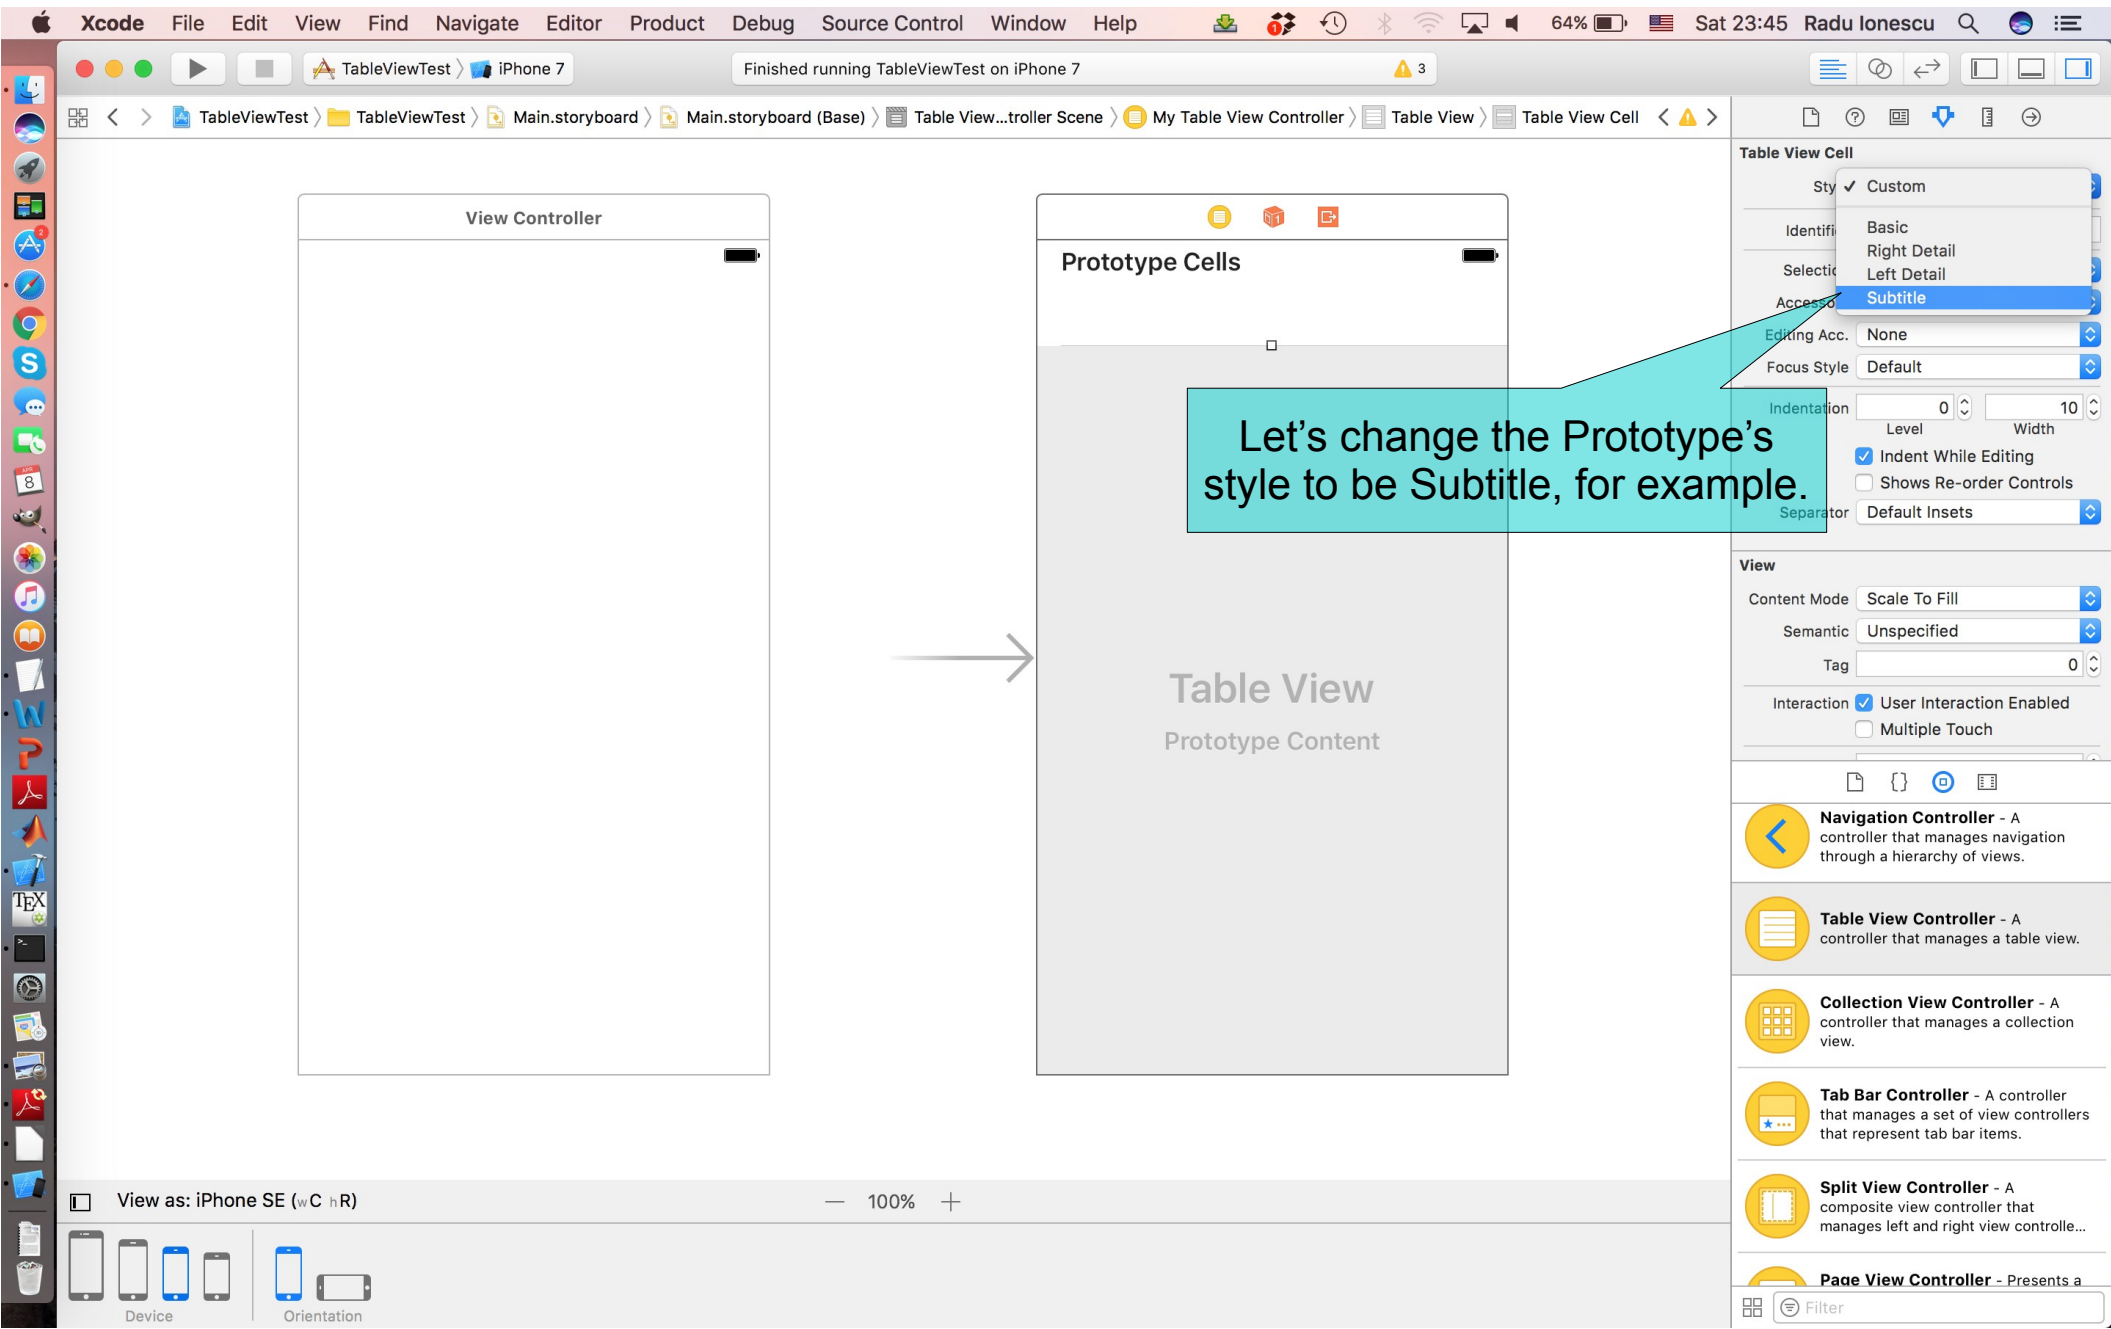 Xcode File Edit View Find Navigate Editor Product Debug Source Control Window Help 64% Sat 23:45 Radu Ionescu
TableViewTest iPhone 7
Finished running TableViewTest on iPhone 7
3
TableViewTest TableViewTest Main.storyboard Main.storyboard (Base) Table View...troller Scene My Table View Controller Table View Table View Cell
View Controller
Prototype Cells
Table View
Prototype Content
Let's change the Prototype's
style to be Subtitle, for example.
Table View Cell
Sty Custom
Identifi Basic
Right Detail
Selectio Left Detail
Accesso Subtitle
Editing Acc. None
Focus Style Default
Indentation 0 10
Level Width
Indent While Editing
Shows Re-order Controls
Separator Default Insets
View
Content Mode Scale To Fill
Semantic Unspecified
Tag 0
Interaction User Interaction Enabled
Multiple Touch
Navigation Controller - A
controller that manages navigation
through a hierarchy of views.
Table View Controller - A
controller that manages a table view.
Collection View Controller - A
controller that manages a collection
view.
Tab Bar Controller - A controller
that manages a set of view controllers
that represent tab bar items.
Split View Controller - A
composite view controller that
manages left and right view controlle...
Page View Controller - Presents a
Filter
View as: iPhone SE (wC hR)
— 100% +
Device
Orientation
APR
8
TEX